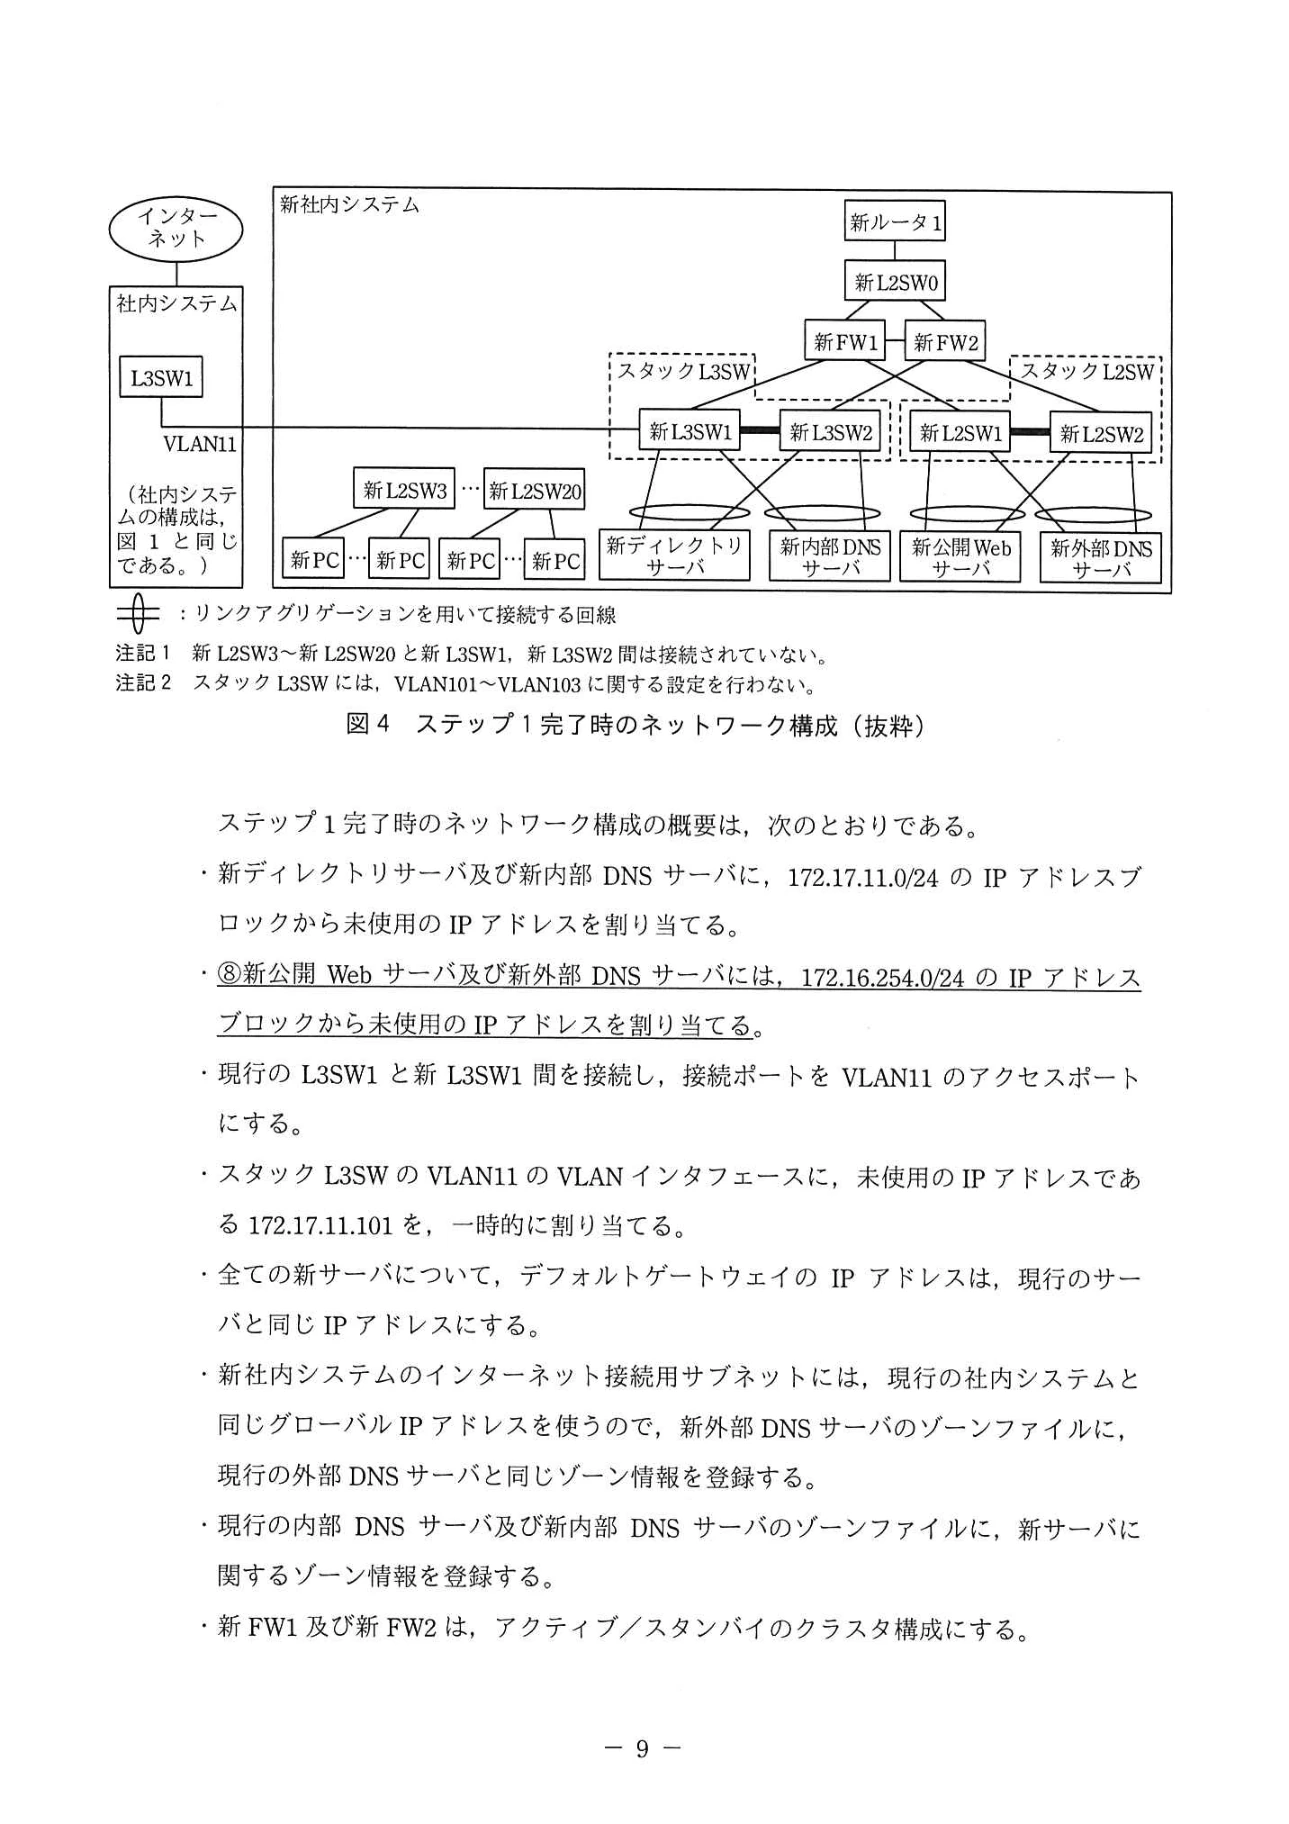 インター
ネット
新社内システム
新ルータ1
新L2SW0
新FW1
新FW2
社内システム
L3SW1
VLAN11
（社内システ
ムの構成は，
図 1 と同じ
である。）
スタックL3SW
スタックL2SW
新L3SW1
新L3SW2
新L2SW1
新L2SW2
新L2SW3
…
新L2SW20
新PC
…
新PC
新PC
…
新PC
新ディレクトリ
サーバ
新内部DNS
サーバ
新公開Web
サーバ
新外部DNS
サーバ
：リンクアグリゲーションを用いて接続する回線
注記1　新 L2SW3～新 L2SW20 と新 L3SW1，新 L3SW2 間は接続されていない。
注記2　スタック L3SW には，VLAN101～VLAN103 に関する設定を行わない。
図 4　ステップ 1 完了時のネットワーク構成（抜粋）
ステップ 1 完了時のネットワーク構成の概要は，次のとおりである。
・新ディレクトリサーバ及び新内部 DNS サーバに，172.17.11.0/24 の IP アドレスブ
ロックから未使用の IP アドレスを割り当てる。
・⑧新公開 Web サーバ及び新外部 DNS サーバには，172.16.254.0/24 の IP アドレス
ブロックから未使用の IP アドレスを割り当てる。
・現行の L3SW1 と新 L3SW1 間を接続し，接続ポートを VLAN11 のアクセスポート
にする。
・スタック L3SW の VLAN11 の VLAN インタフェースに，未使用の IP アドレスであ
る 172.17.11.101 を，一時的に割り当てる。
・全ての新サーバについて，デフォルトゲートウェイの IP アドレスは，現行のサー
バと同じ IP アドレスにする。
・新社内システムのインターネット接続用サブネットには，現行の社内システムと
同じグローバル IP アドレスを使うので，新外部 DNS サーバのゾーンファイルに，
現行の外部 DNS サーバと同じゾーン情報を登録する。
・現行の内部 DNS サーバ及び新内部 DNS サーバのゾーンファイルに，新サーバに
関するゾーン情報を登録する。
・新 FW1 及び新 FW2 は，アクティブ／スタンバイのクラスタ構成にする。
－ 9 －